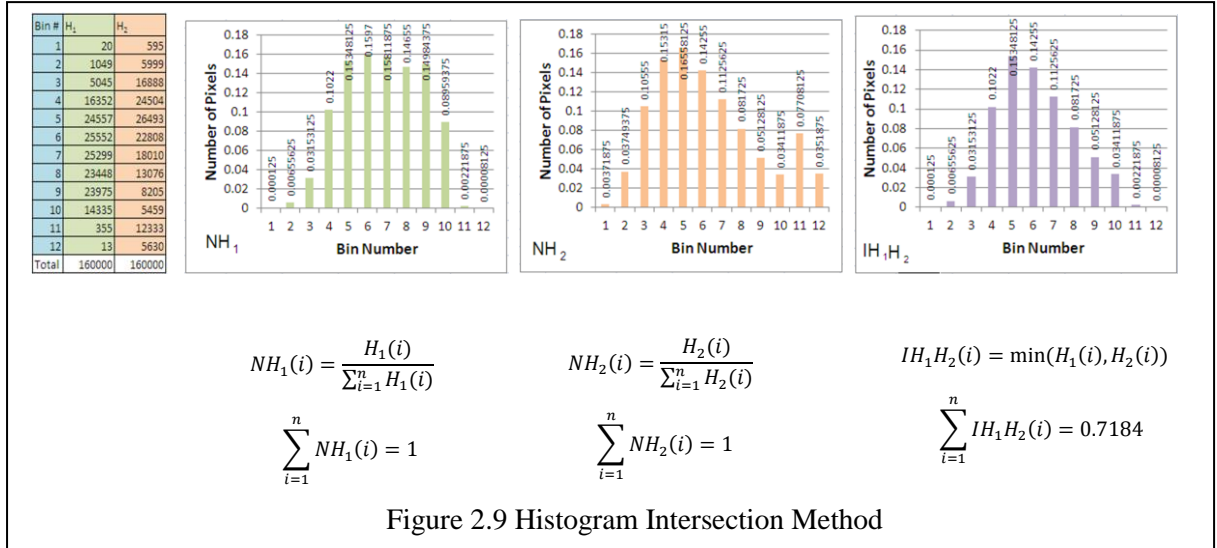 Bin # H₁ H₂
1 20 595
2 1049 5999
3 5045 16888
4 16352 24504
5 24557 26493
6 25552 22808
7 25299 18010
8 23448 13076
9 23975 8205
10 14335 5459
11 355 12333
12 13 5630
Total 160000 160000
Number of Pixels
0.18
0.16
0.14
0.12
0.1
0.08
0.06
0.04
0.02
0
0.000125
0.00655625
0.03153125
0.1022
0.15348125
0.1597
0.15811875
0.14655
0.14984375
0.08959375
0.00221875
0.00008125
1 2 3 4 5 6 7 8 9 10 11 12
NH₁
Bin Number
Number of Pixels
0.18
0.16
0.14
0.12
0.1
0.08
0.06
0.04
0.02
0
0.00371875
0.03749375
0.10555
0.15315
0.16558125
0.14255
0.1125625
0.081725
0.05128125
0.03411875
0.07708125
0.0351875
1 2 3 4 5 6 7 8 9 10 11 12
NH₂
Bin Number
Number of Pixels
0.18
0.16
0.14
0.12
0.1
0.08
0.06
0.04
0.02
0
0.000125
0.00655625
0.03153125
0.1022
0.15348125
0.14255
0.1125625
0.081725
0.05128125
0.03411875
0.00221875
0.00008125
1 2 3 4 5 6 7 8 9 10 11 12
IH₁H₂
Bin Number
NH₁(i) = H₁(i) / ∑ⁿᵢ₌₁ H₁(i)
NH₂(i) = H₂(i) / ∑ⁿᵢ₌₁ H₂(i)
IH₁H₂(i) = min(H₁(i), H₂(i))
∑ⁿᵢ₌₁ NH₁(i) = 1
∑ⁿᵢ₌₁ NH₂(i) = 1
∑ⁿᵢ₌₁ IH₁H₂(i) = 0.7184
Figure 2.9 Histogram Intersection Method